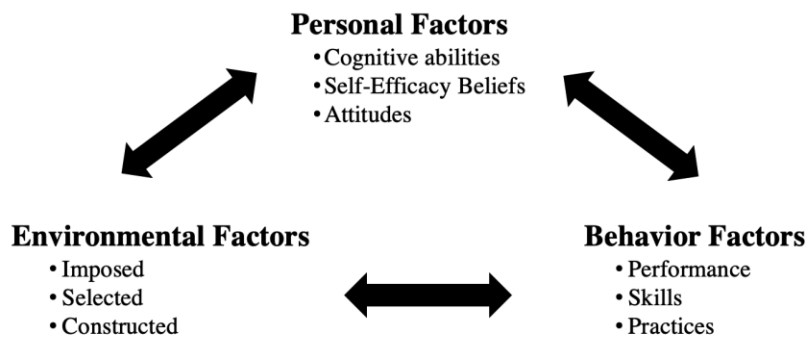 Personal Factors
• Cognitive abilities
• Self-Efficacy Beliefs
• Attitudes
Environmental Factors
• Imposed
• Selected
• Constructed
Behavior Factors
• Performance
• Skills
• Practices